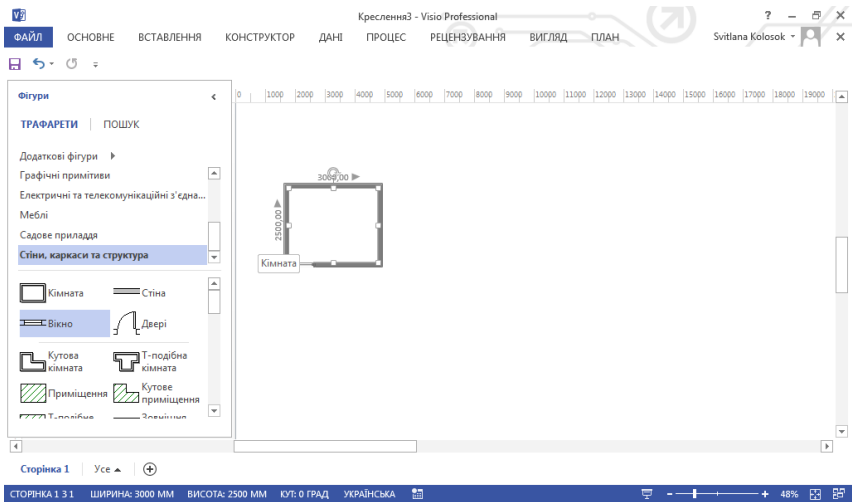 Креслення3 - Visio Professional
ФАЙЛ ОСНОВНЕ ВСТАВЛЕННЯ КОНСТРУКТОР ДАНІ ПРОЦЕС РЕЦЕНЗУВАННЯ ВИГЛЯД ПЛАН Svitlana Kolosok
Фігури
ТРАФАРЕТИ ПОШУК
Додаткові фігури
Графічні примітиви
Електричні та телекомунікаційні з'єдна...
Меблі
Садове приладдя
Стіни, каркаси та структура
Кімната Стіна
Вікно Двері
Кутова кімната Т-подібна кімната
Приміщення Кутове приміщення
Т-подібне Зовнішня
0 1000 2000 3000 4000 5000 6000 7000 8000 9000 10000 11000 12000 13000 14000 15000 16000 17000 18000 19000
3000,00
2500,00
Кімната
Сторінка 1 Усе
СТОРІНКА 1 З 1 ШИРИНА: 3000 ММ ВИСОТА: 2500 ММ КУТ: 0 ГРАД УКРАЇНСЬКА 48%